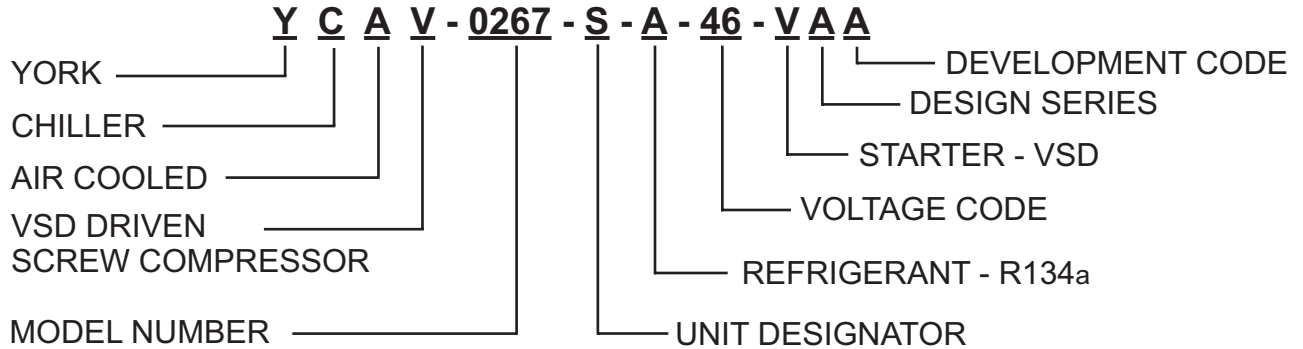 Y C A V - 0267 - S - A - 46 - V A A
YORK
CHILLER
AIR COOLED
VSD DRIVEN
SCREW COMPRESSOR
MODEL NUMBER
DEVELOPMENT CODE
DESIGN SERIES
STARTER - VSD
VOLTAGE CODE
REFRIGERANT - R134a
UNIT DESIGNATOR